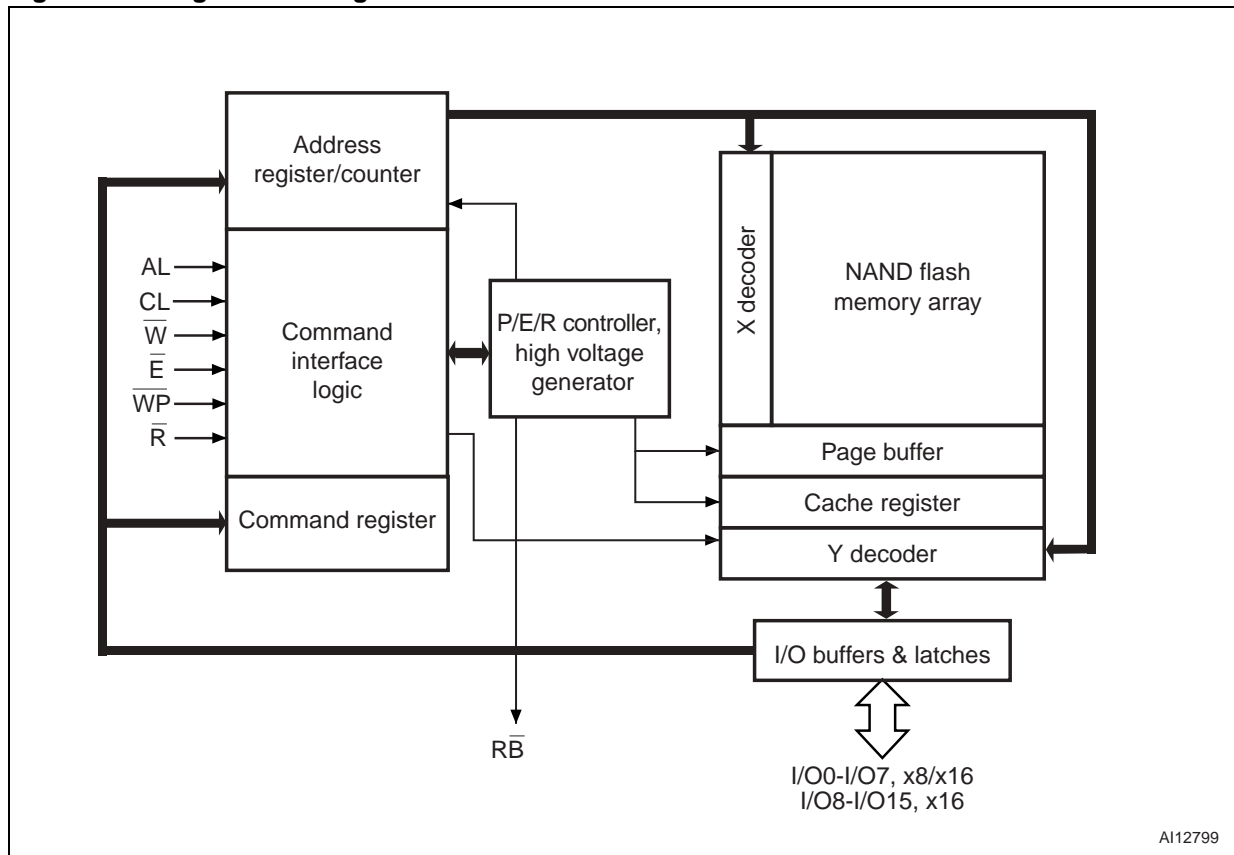 Address
register/counter
AL
CL
W̅
E̅
W̅P̅
R̅
Command
interface
logic
Command register
P/E/R controller,
high voltage
generator
RB̅
X decoder
NAND flash
memory array
Page buffer
Cache register
Y decoder
I/O buffers & latches
I/O0-I/O7, x8/x16
I/O8-I/O15, x16
AI12799